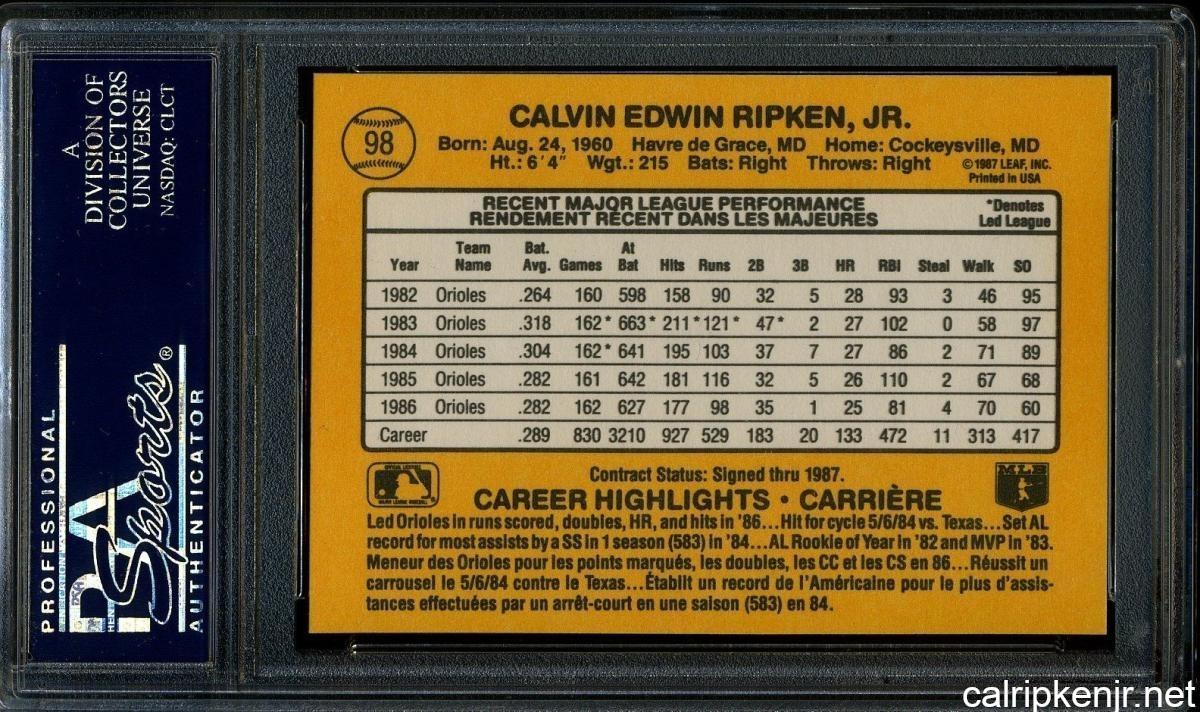 A
DIVISION OF
COLLECTORS
UNIVERSE
NASDAQ: CLCT
PROFESSIONAL
PSA
Sports®
AUTHENTICATOR
98
CALVIN EDWIN RIPKEN, JR.
Born: Aug. 24, 1960 Havre de Grace, MD Home: Cockeysville, MD
Ht.: 6'4" Wgt.: 215 Bats: Right Throws: Right ©1987 LEAF, INC.
Printed in USA
RECENT MAJOR LEAGUE PERFORMANCE *Denotes
RENDEMENT RÉCENT DANS LES MAJEURES Led League
Team Bat. At
Year Name Avg. Games Bat Hits Runs 2B 3B HR RBI Steal Walk SO
1982 Orioles .264 160 598 158 90 32 5 28 93 3 46 95
1983 Orioles .318 162* 663* 211* 121* 47* 2 27 102 0 58 97
1984 Orioles .304 162* 641 195 103 37 7 27 86 2 71 89
1985 Orioles .282 161 642 181 116 32 5 26 110 2 67 68
1986 Orioles .282 162 627 177 98 35 1 25 81 4 70 60
Career .289 830 3210 927 529 183 20 133 472 11 313 417
Contract Status: Signed thru 1987.
MLB
CAREER HIGHLIGHTS • CARRIÈRE
Led Orioles in runs scored, doubles, HR, and hits in '86...Hit for cycle 5/6/84 vs. Texas...Set AL
record for most assists by a SS in 1 season (583) in '84...AL Rookie of Year in '82 and MVP in '83.
Meneur des Orioles pour les points marqués, les doubles, les CC et les CS en 86...Réussit un
carrousel le 5/6/84 contre le Texas...Établit un record de l'Américaine pour le plus d'assis-
tances effectuées par un arrêt-court en une saison (583) en 84.
calripkenjr.net